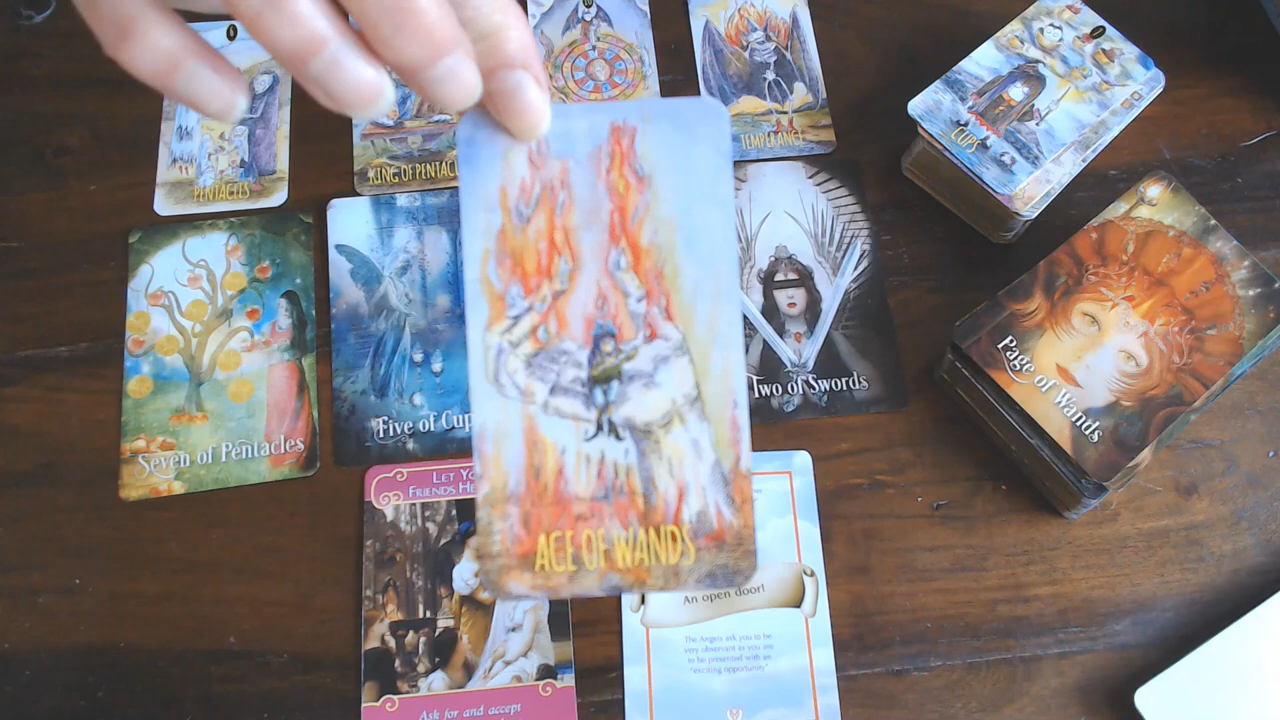 PENTACLES
KING OF PENTACL
10
TEMPERANCE
CUPS
Seven of Pentacles
Five of Cup
ACE OF WANDS
Two of Swords
Page of Wands
LET YO
FRIENDS HE
Ask for and accept
An open door!
The Angels ask you to be
very observant as you are
to be presented with an
"exciting opportunity"